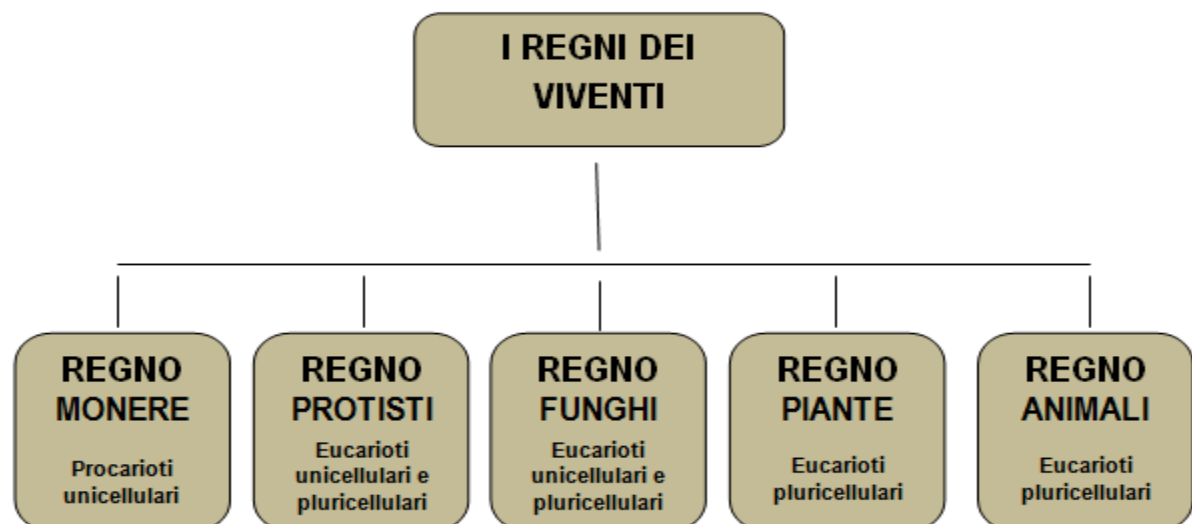 I REGNI DEI
VIVENTI
REGNO
MONERE
Procarioti
unicellulari
REGNO
PROTISTI
Eucarioti
unicellulari e
pluricellulari
REGNO
FUNGHI
Eucarioti
unicellulari e
pluricellulari
REGNO
PIANTE
Eucarioti
pluricellulari
REGNO
ANIMALI
Eucarioti
pluricellulari